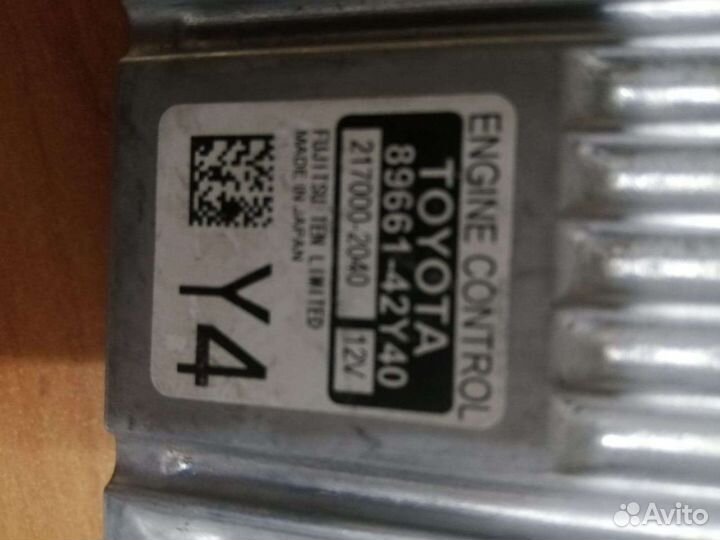 ENGINE CONTROL
TOYOTA
89661-42Y40
217000-2040 12V
FUJITSU TEN LIMITED
MADE IN JAPAN
Y4
Avito